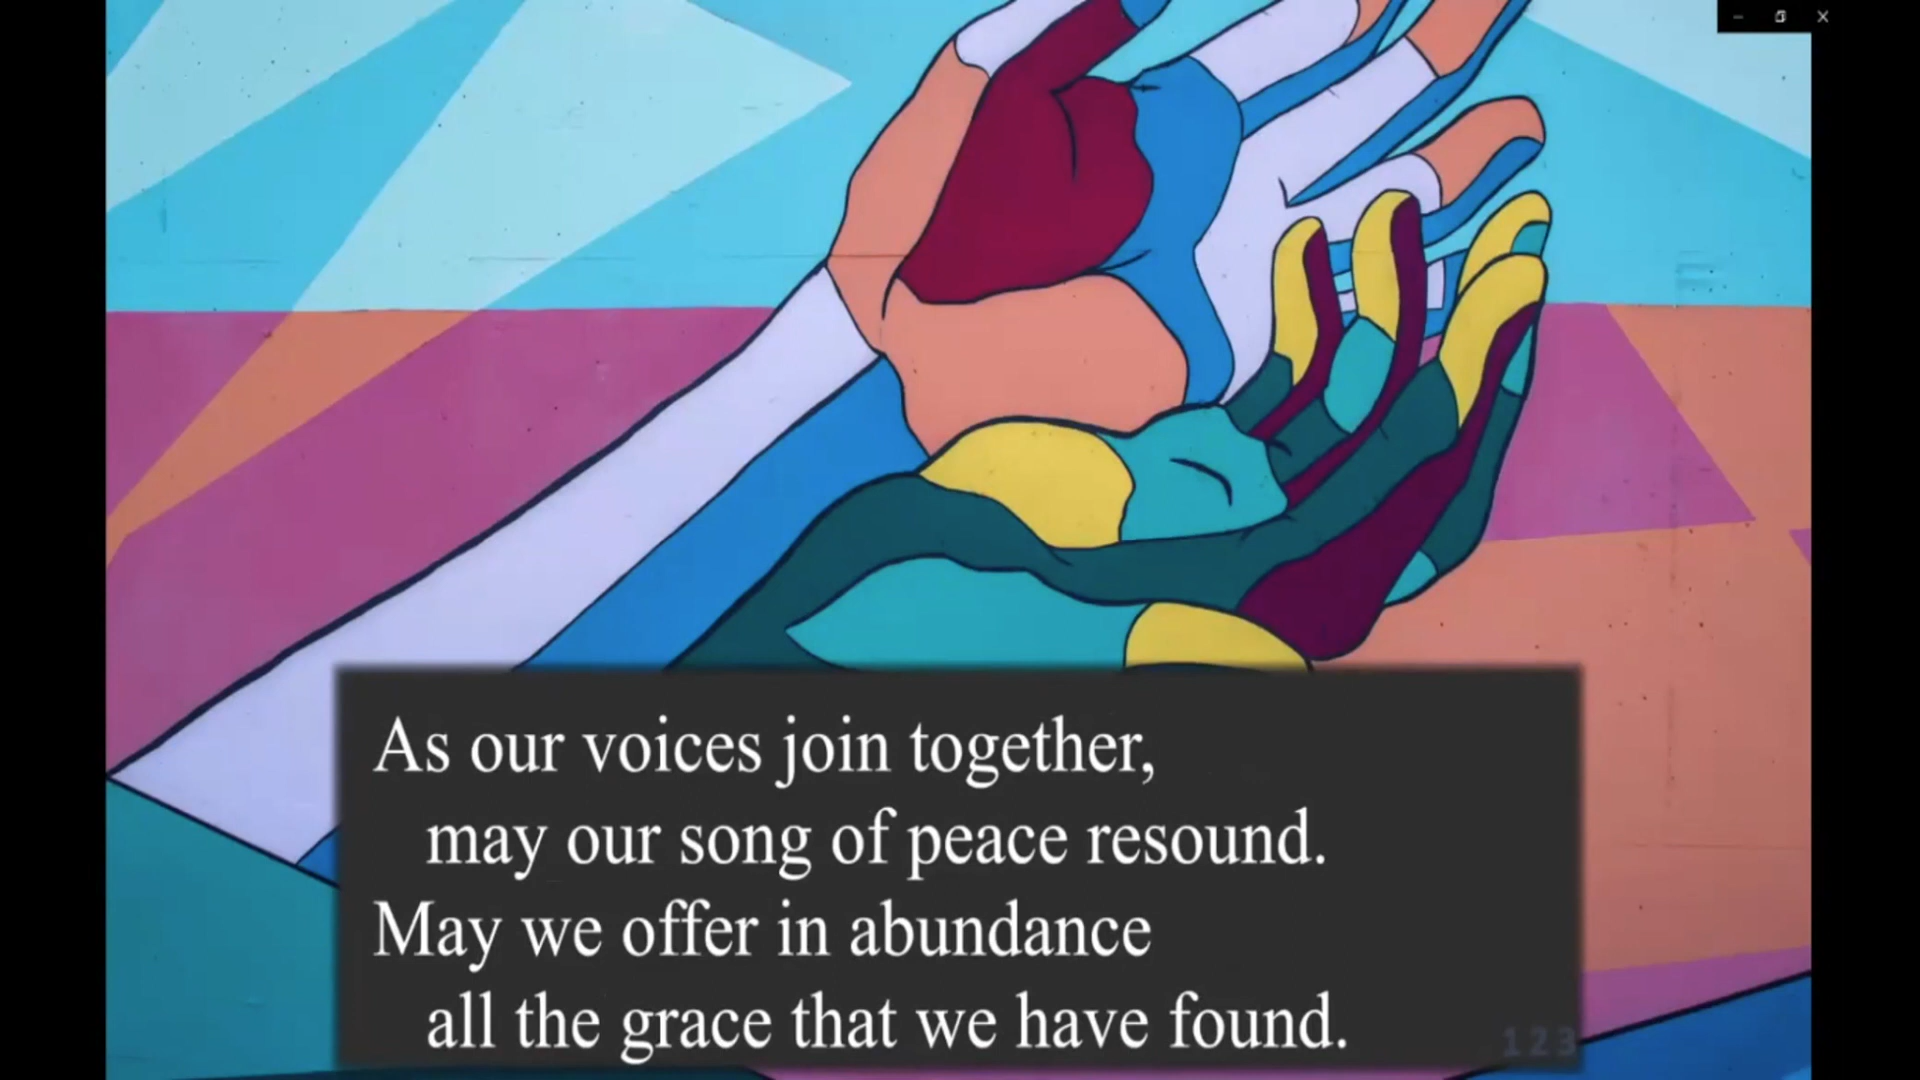 As our voices join together,
may our song of peace resound.
May we offer in abundance
all the grace that we have found.
123